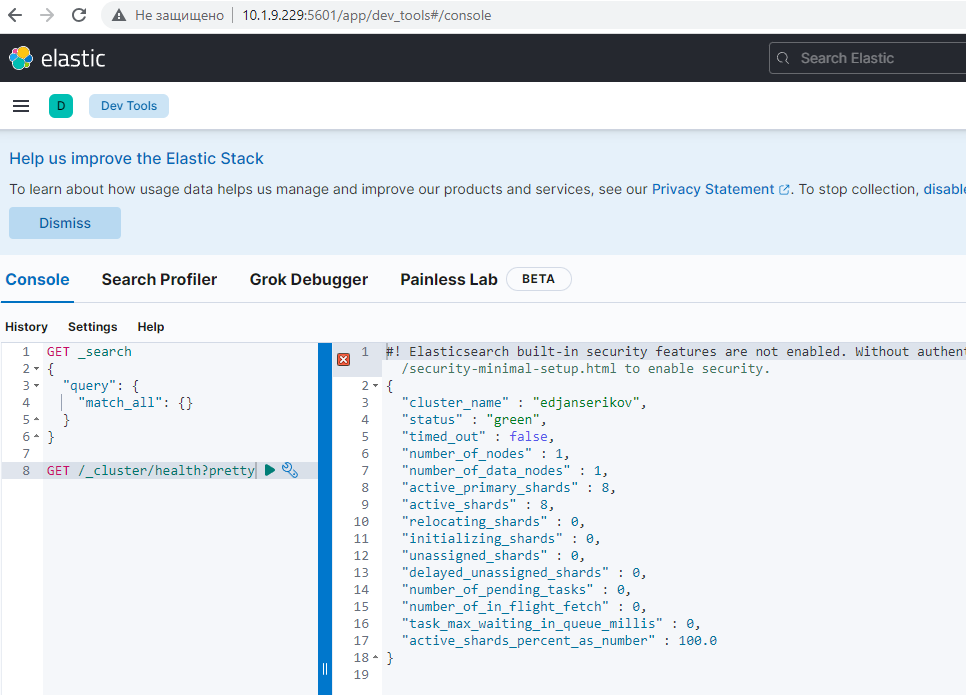 Не защищено 10.1.9.229:5601/app/dev_tools#/console
elastic
Search Elastic
D Dev Tools
Help us improve the Elastic Stack
To learn about how usage data helps us manage and improve our products and services, see our Privacy Statement. To stop collection,
Dismiss
Console Search Profiler Grok Debugger Painless Lab BETA
History Settings Help
1 GET _search
2 {
3 "query": {
4 "match_all": {}
5 }
6 }
7
8 GET /_cluster/health?pretty
1 #! Elasticsearch built-in security features are not enabled. Without
/security-minimal-setup.html to enable security.
2 {
3 "cluster_name" : "edjanserikov",
4 "status" : "green",
5 "timed_out" : false,
6 "number_of_nodes" : 1,
7 "number_of_data_nodes" : 1,
8 "active_primary_shards" : 8,
9 "active_shards" : 8,
10 "relocating_shards" : 0,
11 "initializing_shards" : 0,
12 "unassigned_shards" : 0,
13 "delayed_unassigned_shards" : 0,
14 "number_of_pending_tasks" : 0,
15 "number_of_in_flight_fetch" : 0,
16 "task_max_waiting_in_queue_millis" : 0,
17 "active_shards_percent_as_number" : 100.0
18 }
19